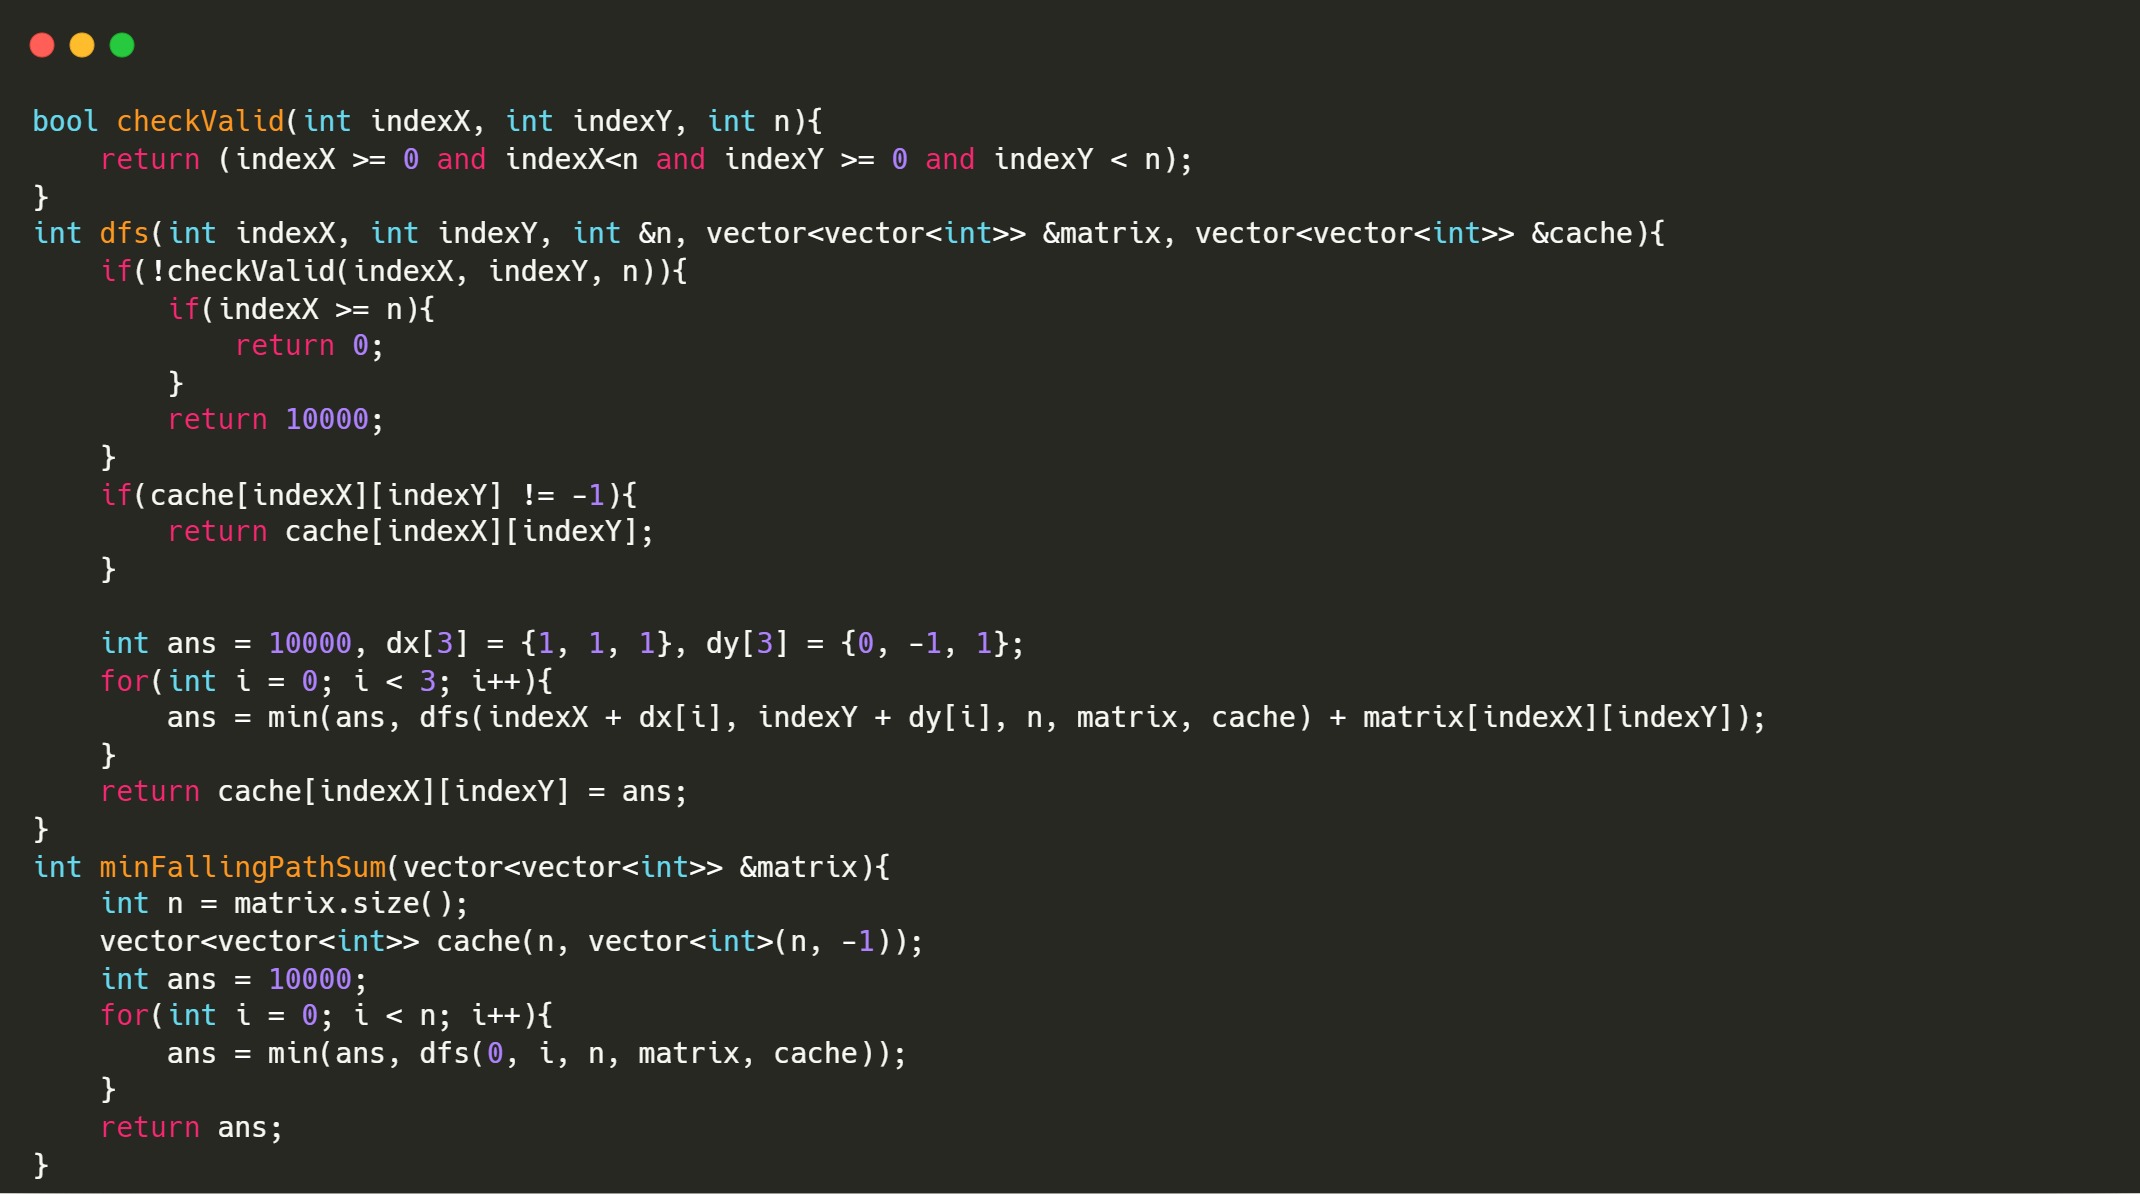 bool checkValid(int indexX, int indexY, int n){
    return (indexX >= 0 and indexX<n and indexY >= 0 and indexY < n);
}
int dfs(int indexX, int indexY, int &n, vector<vector<int>> &matrix, vector<vector<int>> &cache){
    if(!checkValid(indexX, indexY, n)){
        if(indexX >= n){
            return 0;
        }
        return 10000;
    }
    if(cache[indexX][indexY] != -1){
        return cache[indexX][indexY];
    }

    int ans = 10000, dx[3] = {1, 1, 1}, dy[3] = {0, -1, 1};
    for(int i = 0; i < 3; i++){
        ans = min(ans, dfs(indexX + dx[i], indexY + dy[i], n, matrix, cache) + matrix[indexX][indexY]);
    }
    return cache[indexX][indexY] = ans;
}
int minFallingPathSum(vector<vector<int>> &matrix){
    int n = matrix.size();
    vector<vector<int>> cache(n, vector<int>(n, -1));
    int ans = 10000;
    for(int i = 0; i < n; i++){
        ans = min(ans, dfs(0, i, n, matrix, cache));
    }
    return ans;
}